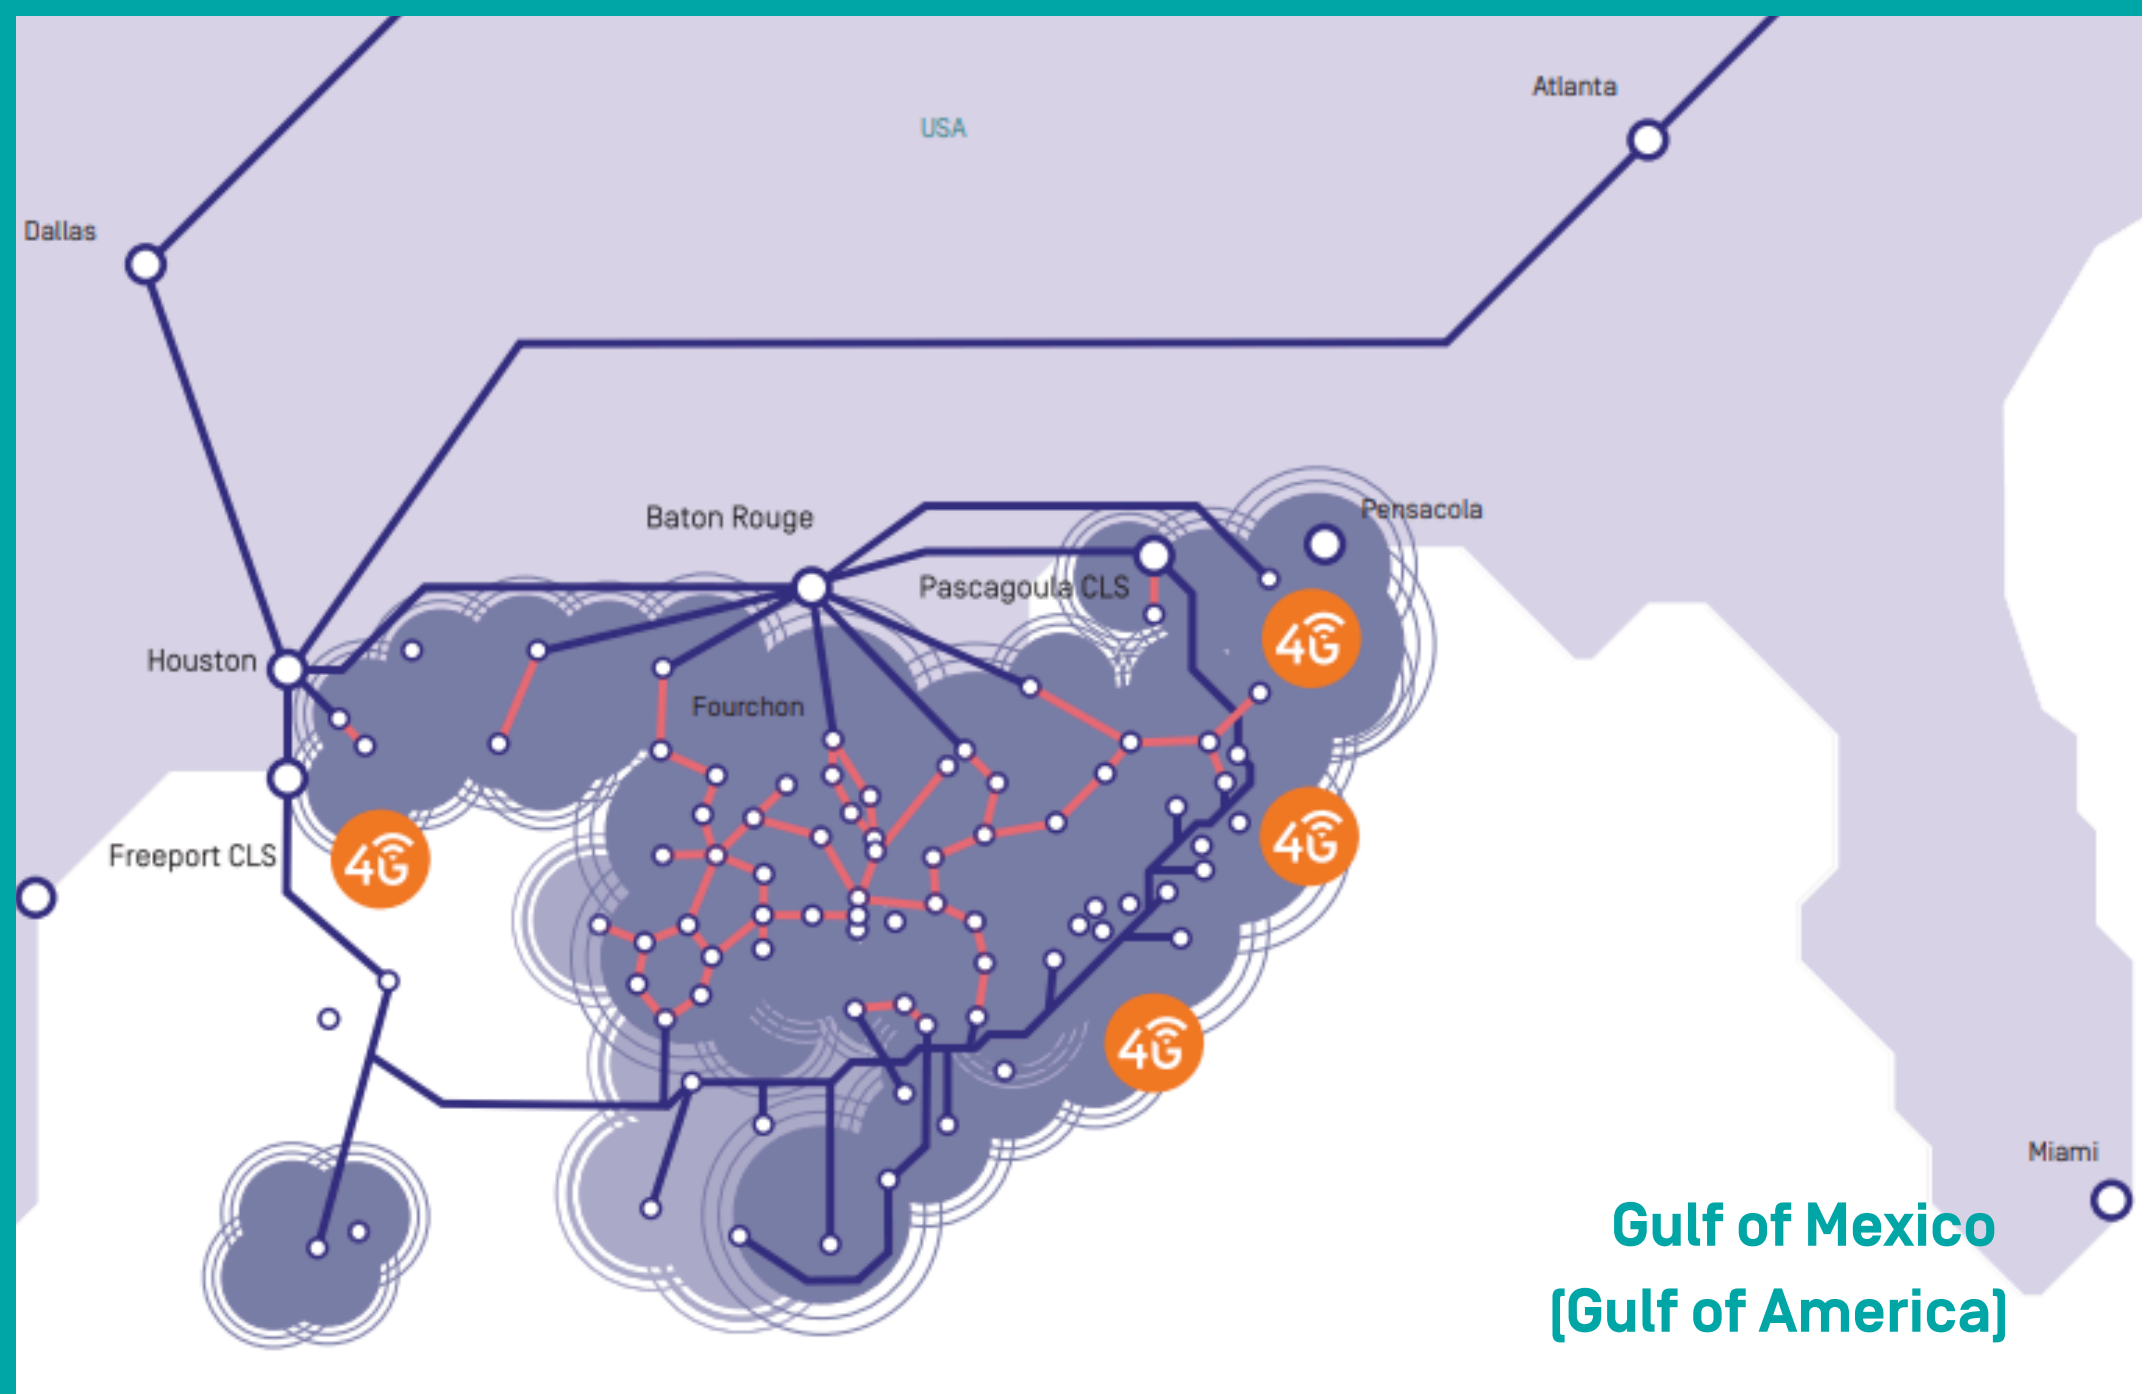 Atlanta
USA
Dallas
Baton Rouge
Pensacola
Pascagoula CLS
4G
Houston
Fourchon
4G
Freeport CLS
4G
4G
Miami
Gulf of Mexico
(Gulf of America)